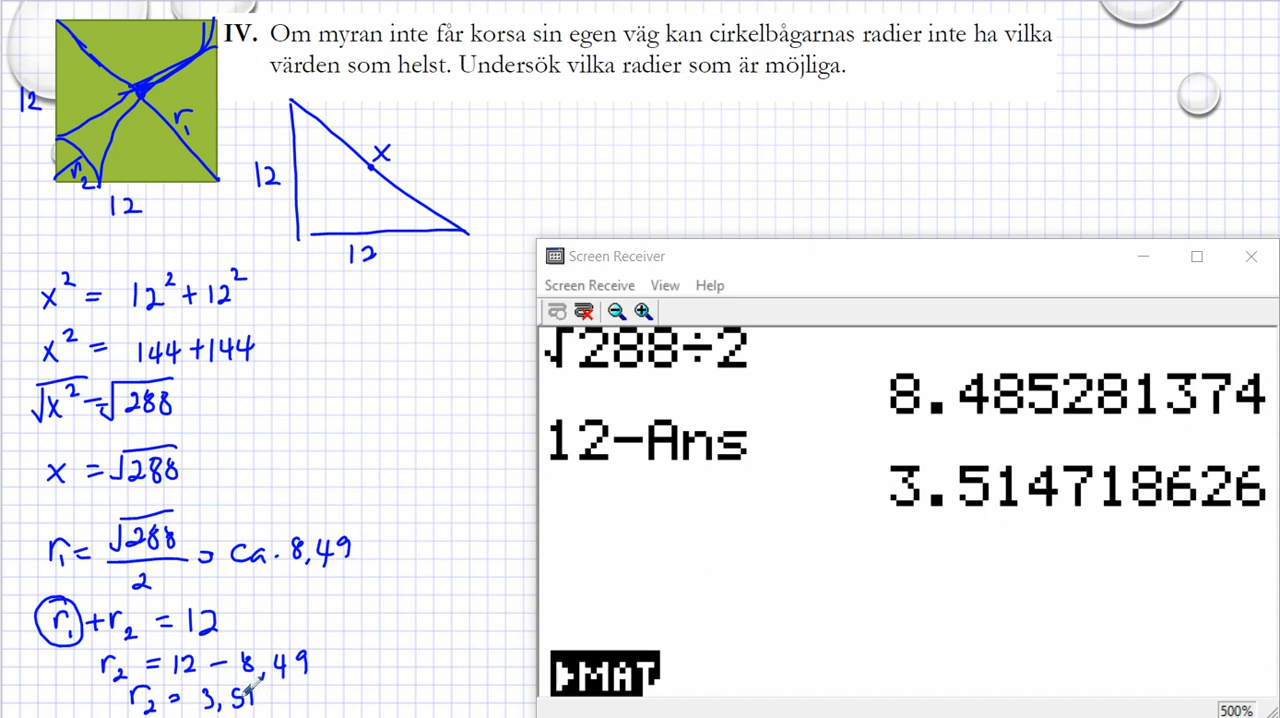 IV. Om myran inte får korsa sin egen väg kan cirkelbågarnas radier inte ha vilka
värden som helst. Undersök vilka radier som är möjliga.
12
r₁
r₂
12
x
12
12
x² = 12² + 12²
x² = 144 + 144
√x² = √288
x = √288
r₁ = √288 / 2 = ca. 8,49
r₁ + r₂ = 12
r₂ = 12 - 8,49
r₂ = 3,51
Screen Receiver
Screen Receive View Help
√288÷2
8.485281374
12-Ans
3.514718626
▶MAT
500%